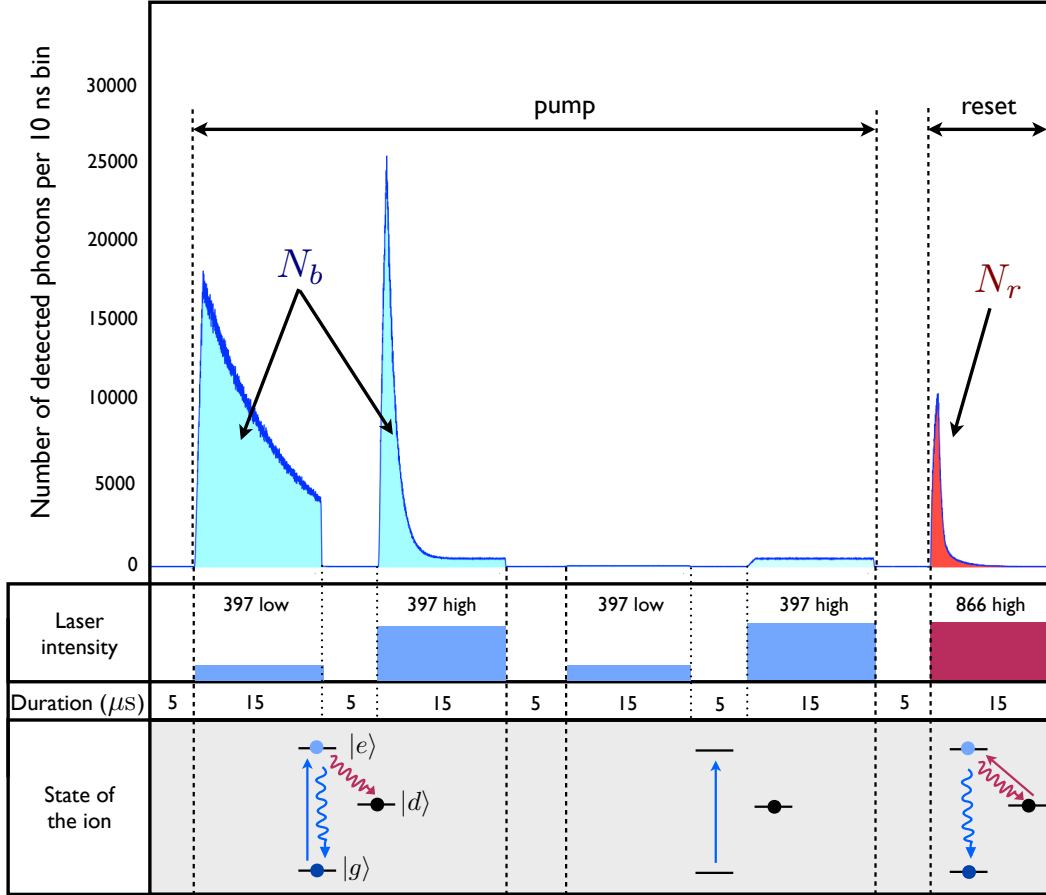 Number of detected photons per 10 ns bin
30000
25000
20000
15000
10000
5000
0
pump
reset
N_b
N_r
Laser
intensity
397 low
397 high
397 low
397 high
866 high
Duration (μs)
5
15
5
15
5
15
5
15
5
15
State of
the ion
|e⟩
|d⟩
|g⟩